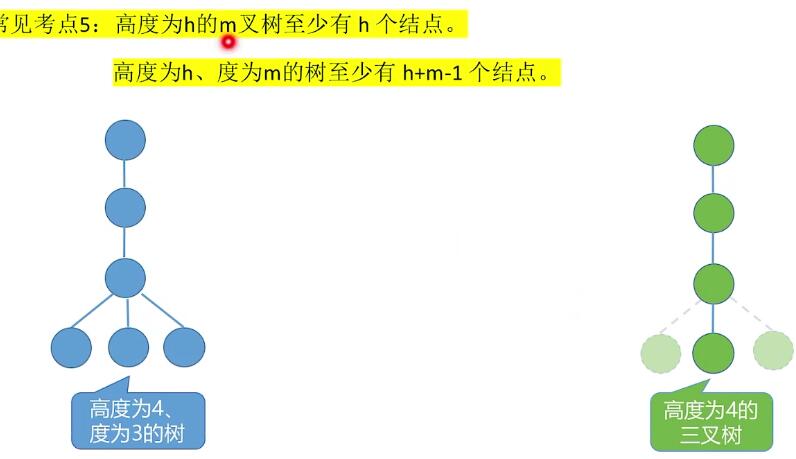 常见考点5：高度为h的m叉树至少有 h 个结点。
高度为h、度为m的树至少有 h+m-1 个结点。
高度为4、
度为3的树
高度为4的
三叉树